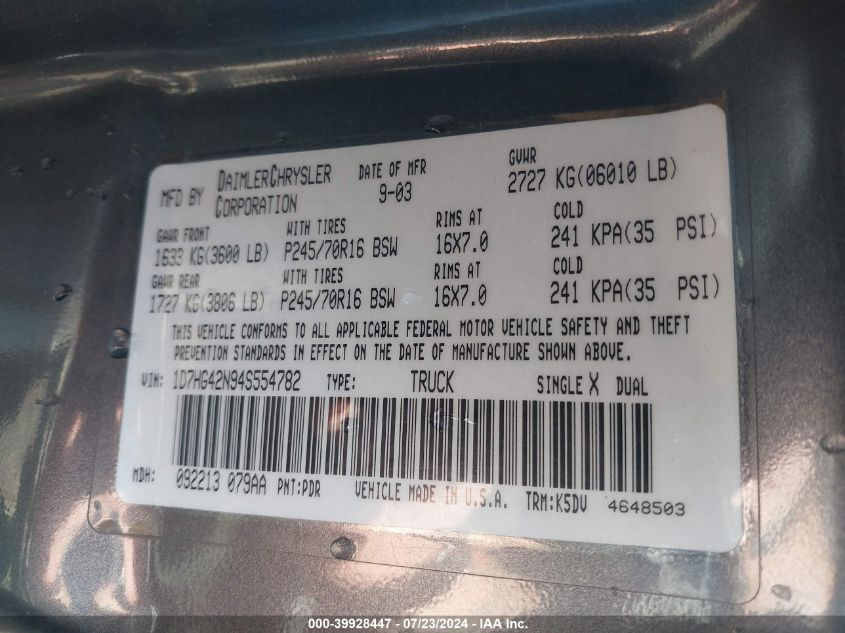 MFD BY DAIMLERCHRYSLER CORPORATION DATE OF MFR 9-03 GVWR 2727 KG(06010 LB)
GAWR FRONT WITH TIRES RIMS AT COLD
1633 KG(3600 LB) P245/70R16 BSW 16X7.0 241 KPA(35 PSI)
GAWR REAR WITH TIRES RIMS AT COLD
1727 KG(3806 LB) P245/70R16 BSW 16X7.0 241 KPA(35 PSI)
THIS VEHICLE CONFORMS TO ALL APPLICABLE FEDERAL MOTOR VEHICLE SAFETY AND THEFT
PREVENTION STANDARDS IN EFFECT ON THE DATE OF MANUFACTURE SHOWN ABOVE.
VIN: 1D7HG42N94S554782 TYPE: TRUCK SINGLE X DUAL
MDH: 092213 079AA PNT:PDR VEHICLE MADE IN U.S.A. TRM:K5DV 4648503
000-39928447 - 07/23/2024 - IAA Inc.